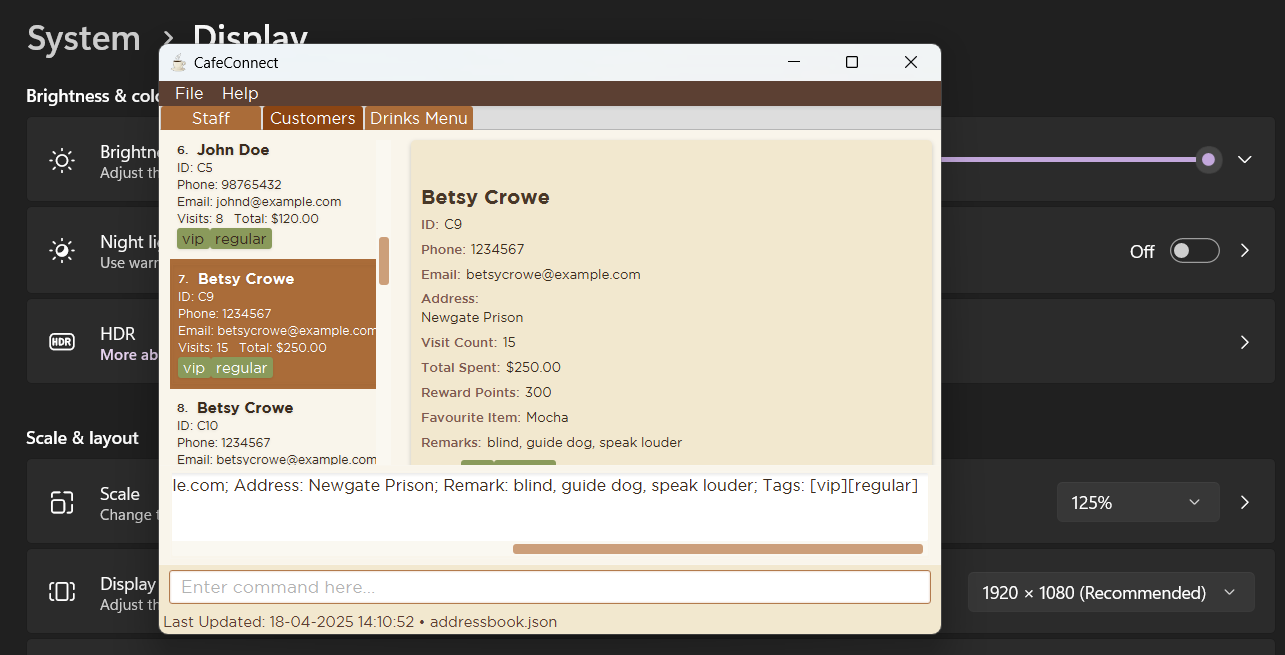 System > Display
CafeConnect
File Help
Staff Customers Drinks Menu
Brightness & colo
Brightne
Adjust th
Night li
Use warm
Off
HDR
HDR
More ab
Scale & layout
Scale
Change t
125%
Display
Adjust th
1920 × 1080 (Recommended)
6. John Doe
ID: C5
Phone: 98765432
Email: johnd@example.com
Visits: 8 Total: $120.00
vip regular
7. Betsy Crowe
ID: C9
Phone: 1234567
Email: betsycrowe@example.com
Visits: 15 Total: $250.00
vip regular
8. Betsy Crowe
ID: C10
Phone: 1234567
Email: betsycrowe@example.com
Betsy Crowe
ID: C9
Phone: 1234567
Email: betsycrowe@example.com
Address:
Newgate Prison
Visit Count: 15
Total Spent: $250.00
Reward Points: 300
Favourite Item: Mocha
Remarks: blind, guide dog, speak louder
le.com; Address: Newgate Prison; Remark: blind, guide dog, speak louder; Tags: [vip][regular]
Enter command here...
Last Updated: 18-04-2025 14:10:52 • addressbook.json